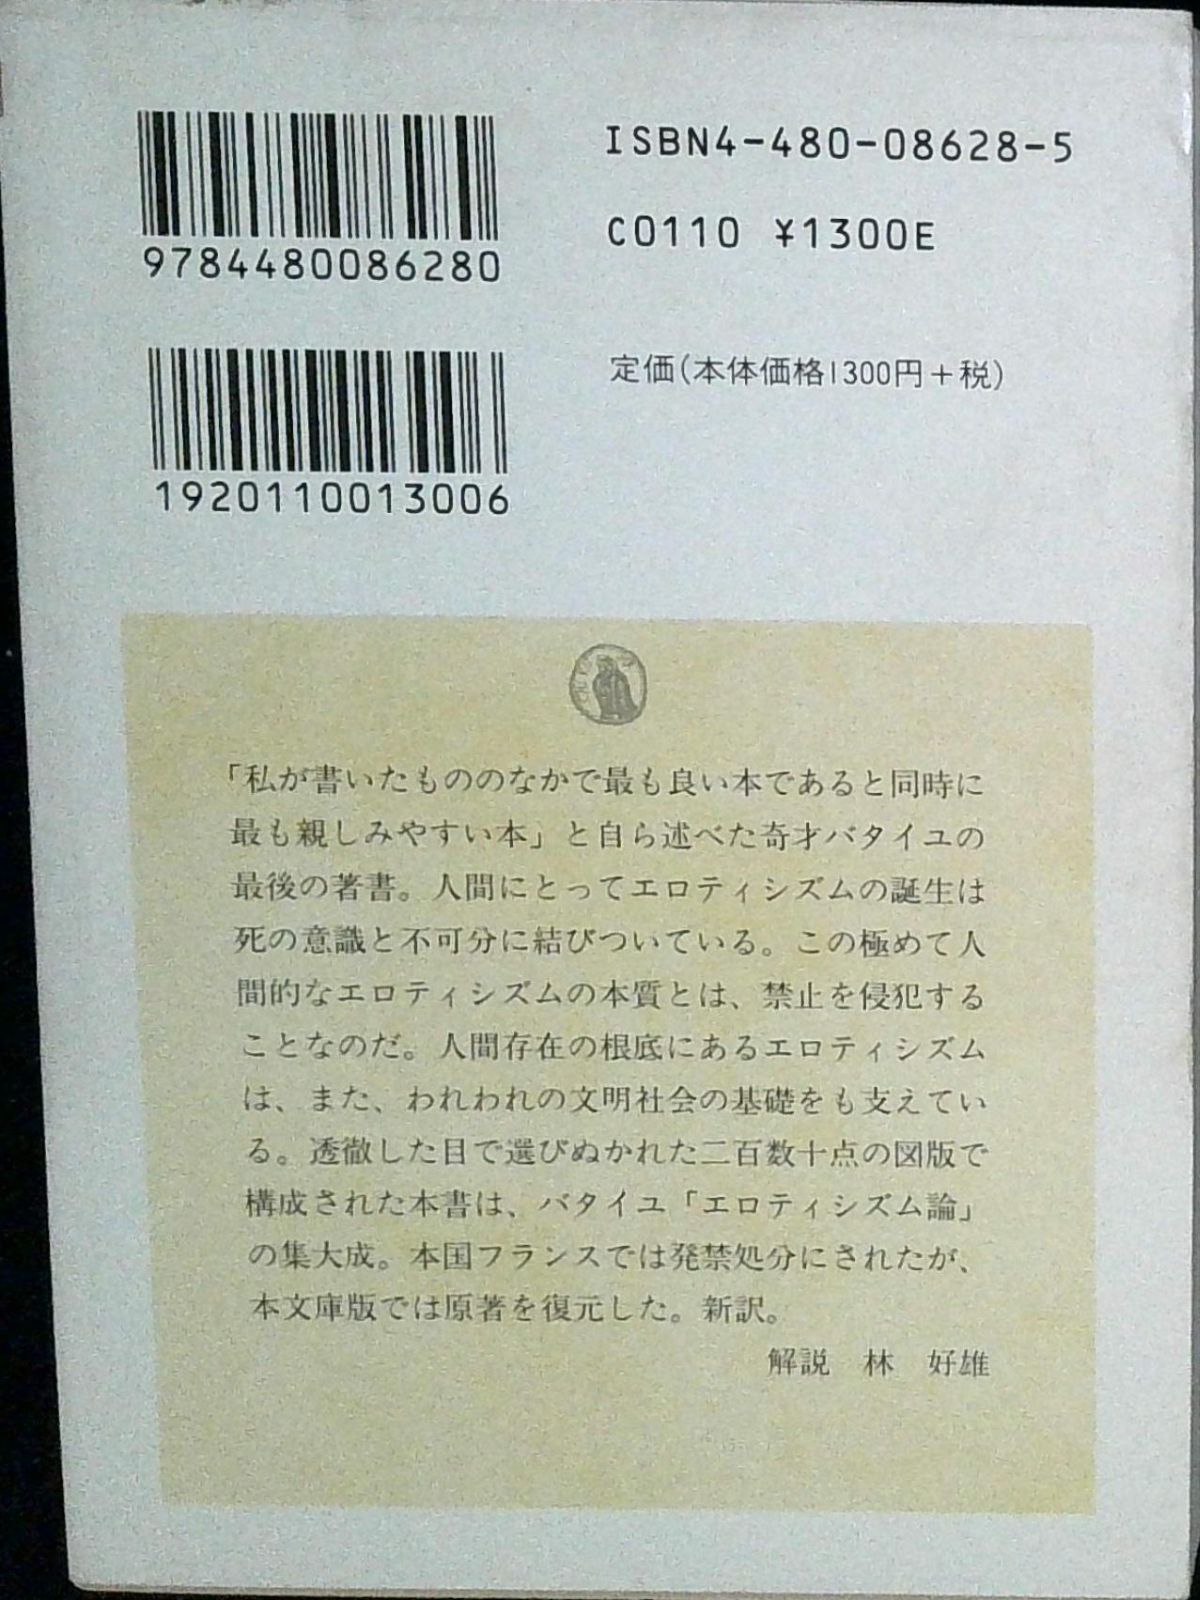 ISBN4-480-08628-5
C0110 ¥1300E
9784480086280
定価(本体価格1300円+税)
1920110013006
「私が書いたもののなかで最も良い本であると同時に
最も親しみやすい本」と自ら述べた奇才バタイユの
最後の著書。人間にとってエロティシズムの誕生は
死の意識と不可分に結びついている。この極めて人
間的なエロティシズムの本質とは、禁止を侵犯する
ことなのだ。人間存在の根底にあるエロティシズム
は、また、われわれの文明社会の基礎をも支えてい
る。透徹した目で選びぬかれた二百数十点の図版で
構成された本書は、バタイユ「エロティシズム論」
の集大成。本国フランスでは発禁処分にされたが、
本文庫版では原著を復元した。新訳。
解説 林 好雄